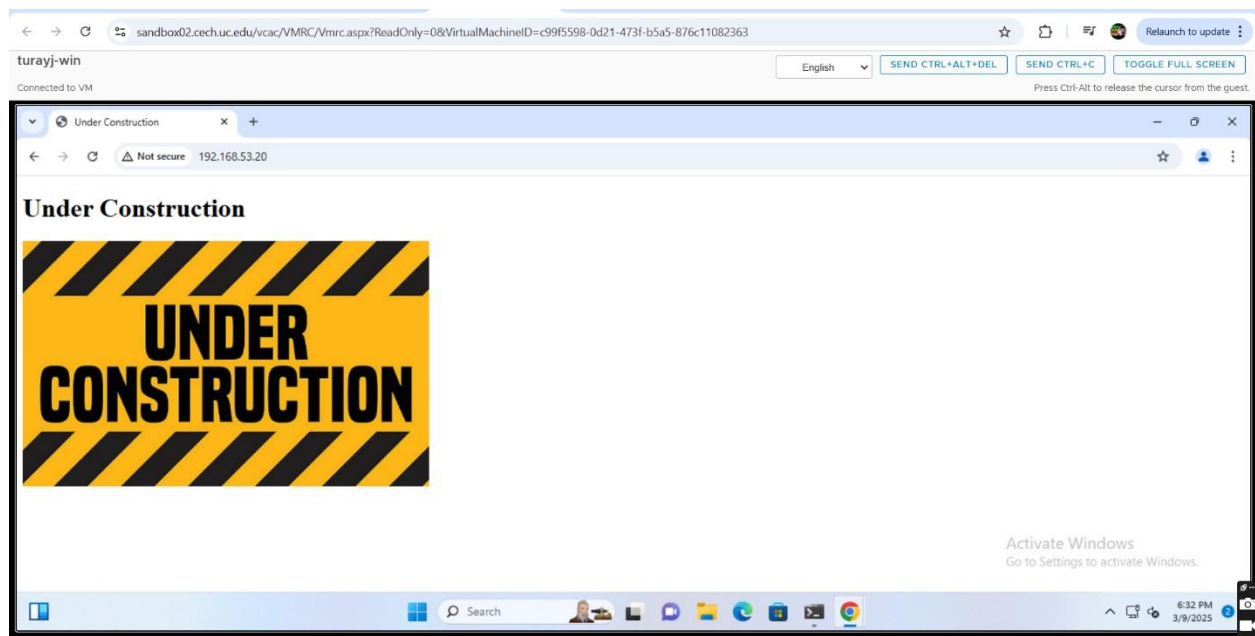 sandbox02.cech.uc.edu/vcac/VMRC/Vmrc.aspx?ReadOnly=0&VirtualMachineID=c99f5598-0d21-473f-b5a5-876c11082363
Relaunch to update
turayj-win
English
SEND CTRL+ALT+DEL
SEND CTRL+C
TOGGLE FULL SCREEN
Connected to VM
Press Ctrl-Alt to release the cursor from the guest.
Under Construction
Not secure
192.168.53.20
Under Construction
UNDER
CONSTRUCTION
Activate Windows
Go to Settings to activate Windows.
Search
6:32 PM
3/9/2025
2